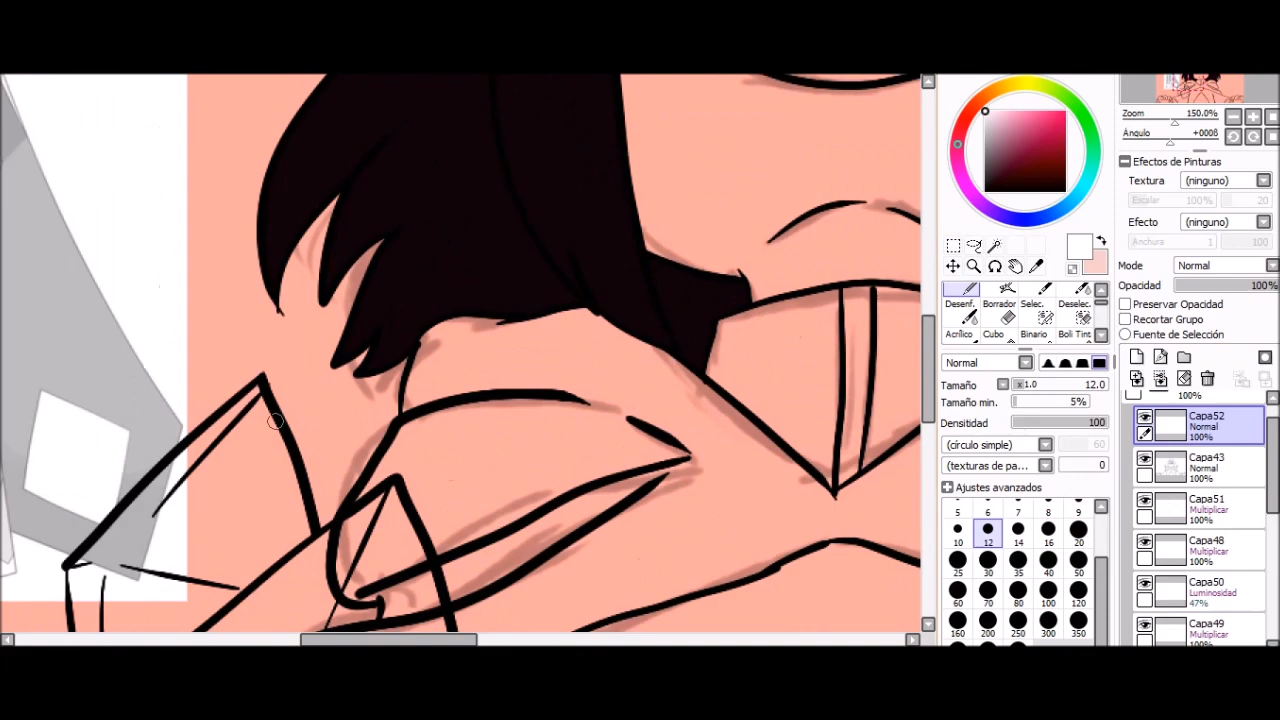 Zoom 150.0%
Ángulo +000ß
Efectos de Pinturas
Textura (ninguno)
Escalar 100% 20
Efecto (ninguno)
Anchura 1 100
Mode Normal
Opacidad 100%
Preservar Opacidad
Recortar Grupo
Fuente de Selección
Desenf. Borrador Selec. Deselec.
Acrílico Cubo Binario Boli Tint
Normal
Tamaño x1.0 12.0
Tamaño min. 5%
Densidad 100
(círculo simple) 60
(texturas de pa... 0
Ajustes avanzados
5 6 7 8 9
10 12 14 16 20
25 30 35 40 50
60 70 80 100 120
160 200 250 300 350
100%
Capa52
Normal
100%
Capa43
Normal
100%
Capa51
Multiplicar
100%
Capa48
Multiplicar
100%
Capa50
Luminosidad
47%
Capa49
Multiplicar
100%